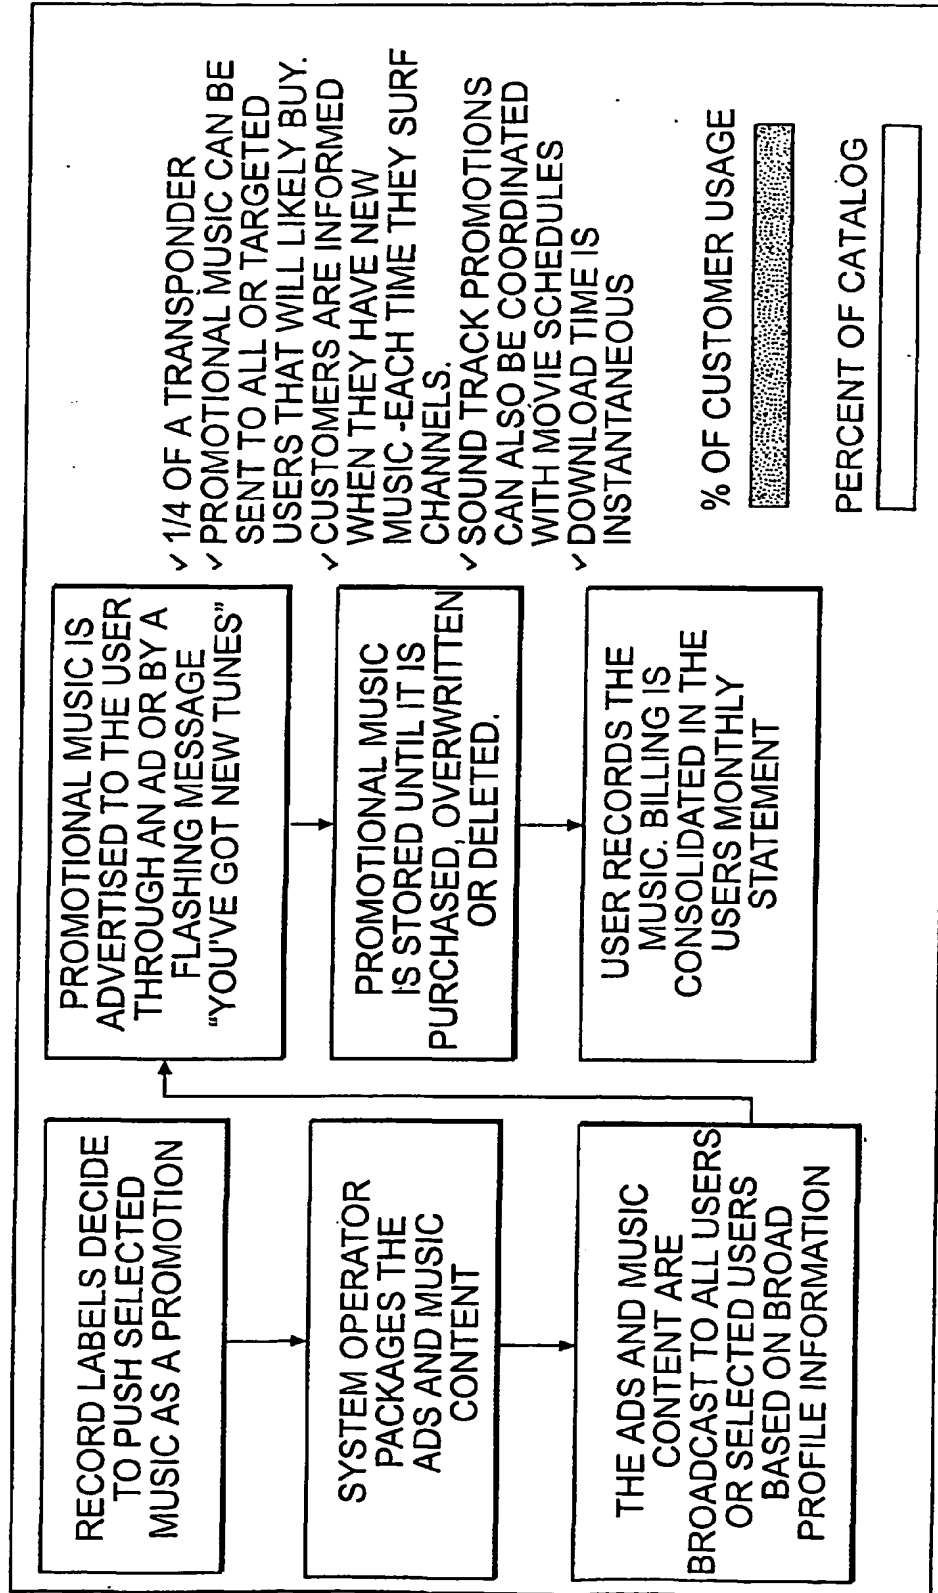 RECORD LABELS DECIDE
TO PUSH SELECTED
MUSIC AS A PROMOTION
SYSTEM OPERATOR
PACKAGES THE
ADS AND MUSIC
CONTENT
THE ADS AND MUSIC
CONTENT ARE
BROADCAST TO ALL USERS
OR SELECTED USERS
BASED ON BROAD
PROFILE INFORMATION
PROMOTIONAL MUSIC IS
ADVERTISED TO THE USER
THROUGH AN AD OR BY A
FLASHING MESSAGE
“YOU'VE GOT NEW TUNES”
PROMOTIONAL MUSIC
IS STORED UNTIL IT IS
PURCHASED, OVERWRITTEN
OR DELETED.
USER RECORDS THE
MUSIC. BILLING IS
CONSOLIDATED IN THE
USERS MONTHLY
STATEMENT
✓ 1/4 OF A TRANSPONDER
✓ PROMOTIONAL MUSIC CAN BE
SENT TO ALL OR TARGETED
USERS THAT WILL LIKELY BUY.
✓ CUSTOMERS ARE INFORMED
WHEN THEY HAVE NEW
MUSIC -EACH TIME THEY SURF
CHANNELS.
✓ SOUND TRACK PROMOTIONS
CAN ALSO BE COORDINATED
WITH MOVIE SCHEDULES
✓ DOWNLOAD TIME IS
INSTANTANEOUS
% OF CUSTOMER USAGE
PERCENT OF CATALOG